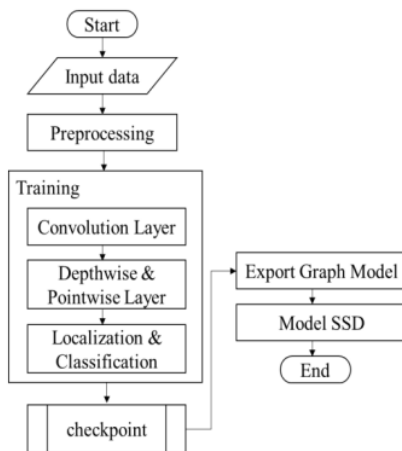 Start
Input data
Preprocessing
Training
Convolution Layer
Depthwise &
Pointwise Layer
Localization &
Classification
checkpoint
Export Graph Model
Model SSD
End